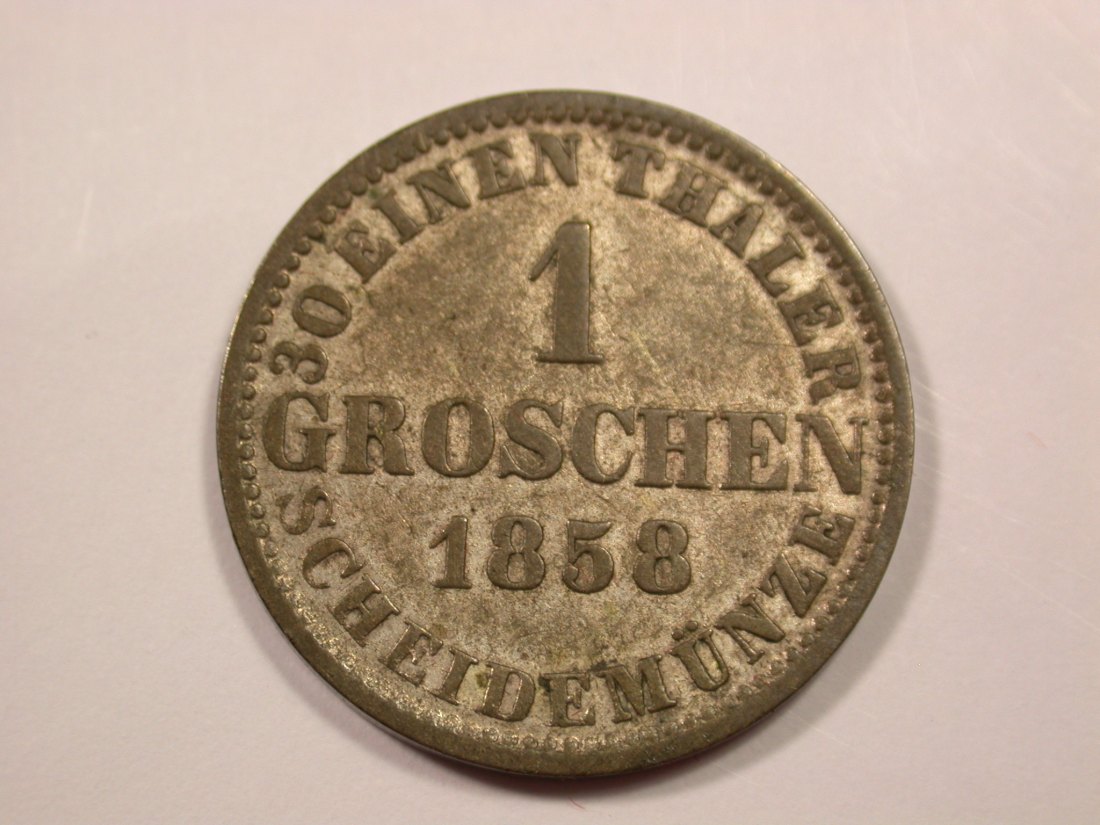 30 EINEN THALER
1
GROSCHEN
1858
SCHEIDEMÜNZE